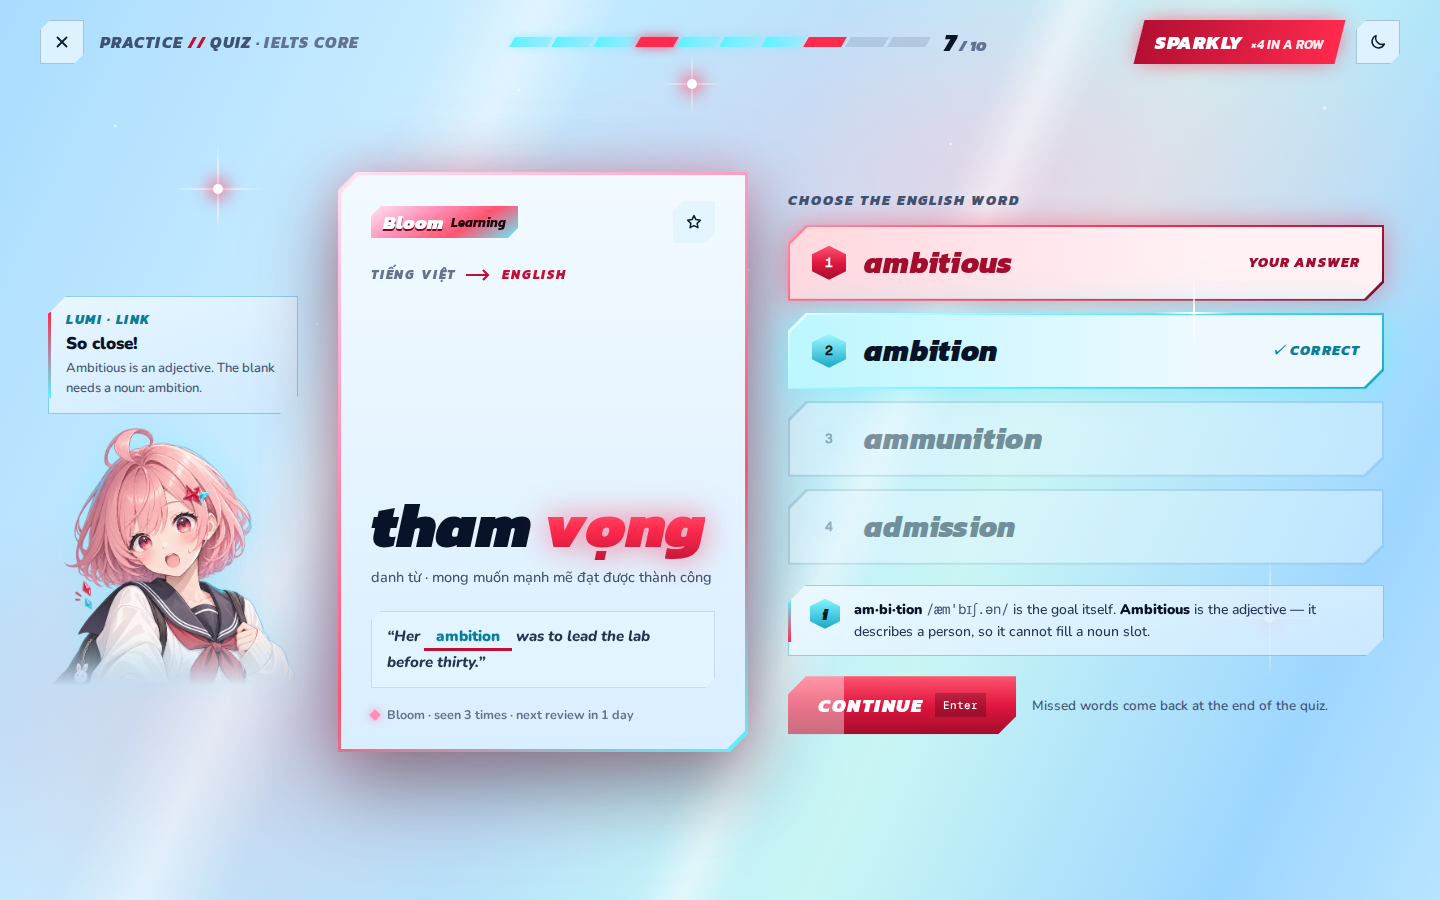 PRACTICE // QUIZ · IELTS CORE
7 / 10
SPARKLY ×4 IN A ROW
LUMI · LINK
So close!
Ambitious is an adjective. The blank
needs a noun: ambition.
Bloom Learning
TIẾNG VIỆT → ENGLISH
tham vọng
danh từ · mong muốn mạnh mẽ đạt được thành công
“Her ambition was to lead the lab
before thirty.”
Bloom · seen 3 times · next review in 1 day
CHOOSE THE ENGLISH WORD
1 ambitious YOUR ANSWER
2 ambition ✓ CORRECT
3 ammunition
4 admission
i am·bi·tion /æmˈbɪʃ.ən/ is the goal itself. Ambitious is the adjective — it
describes a person, so it cannot fill a noun slot.
CONTINUE Enter
Missed words come back at the end of the quiz.